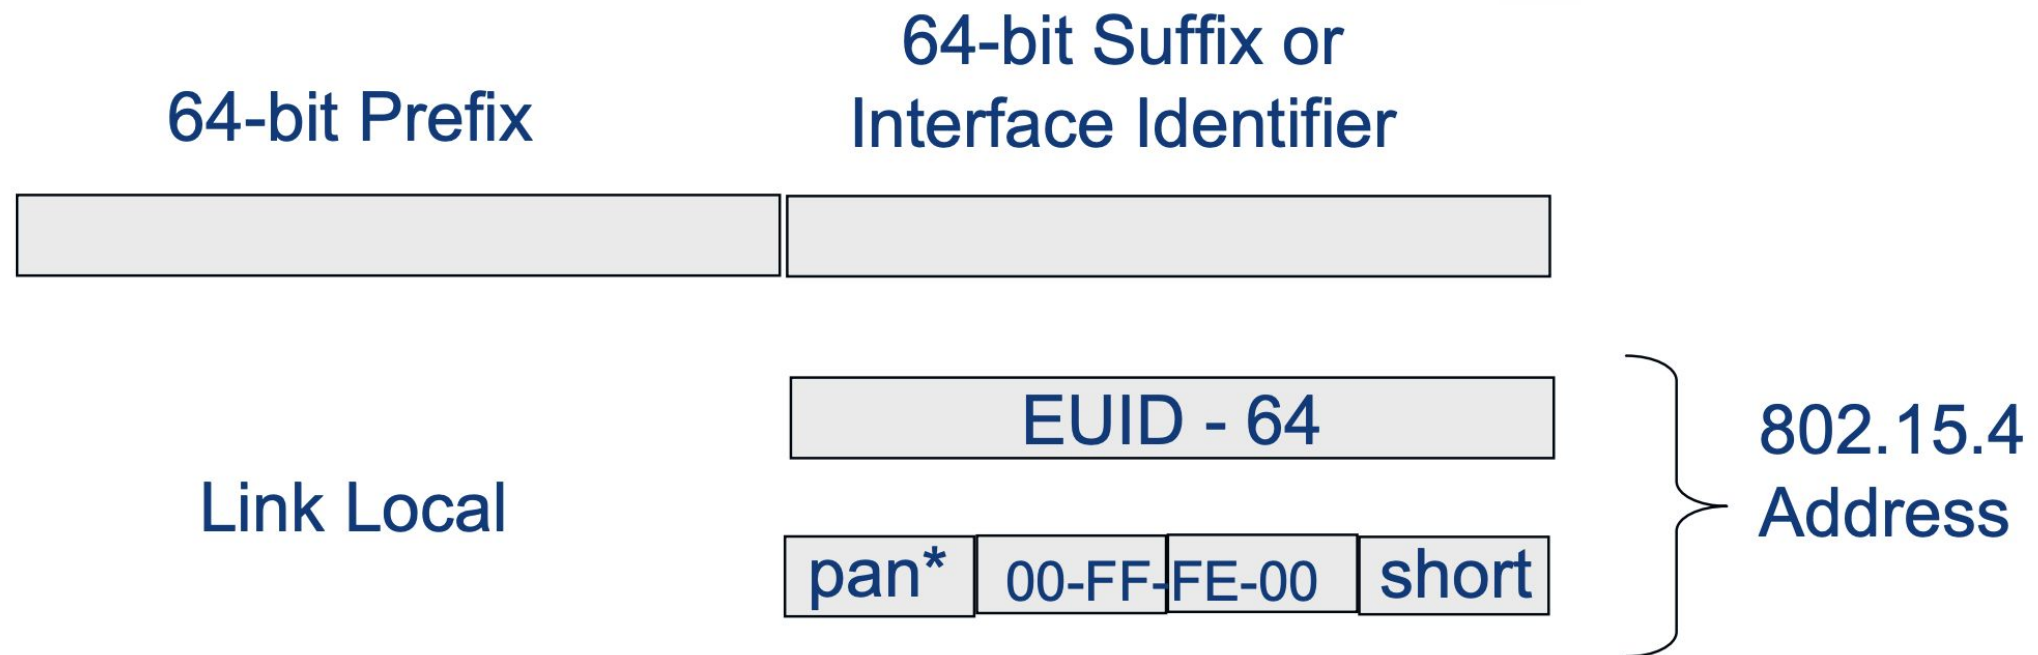 64-bit Prefix
64-bit Suffix or
Interface Identifier
EUID - 64
Link Local
pan* 00-FF-FE-00 short
802.15.4
Address